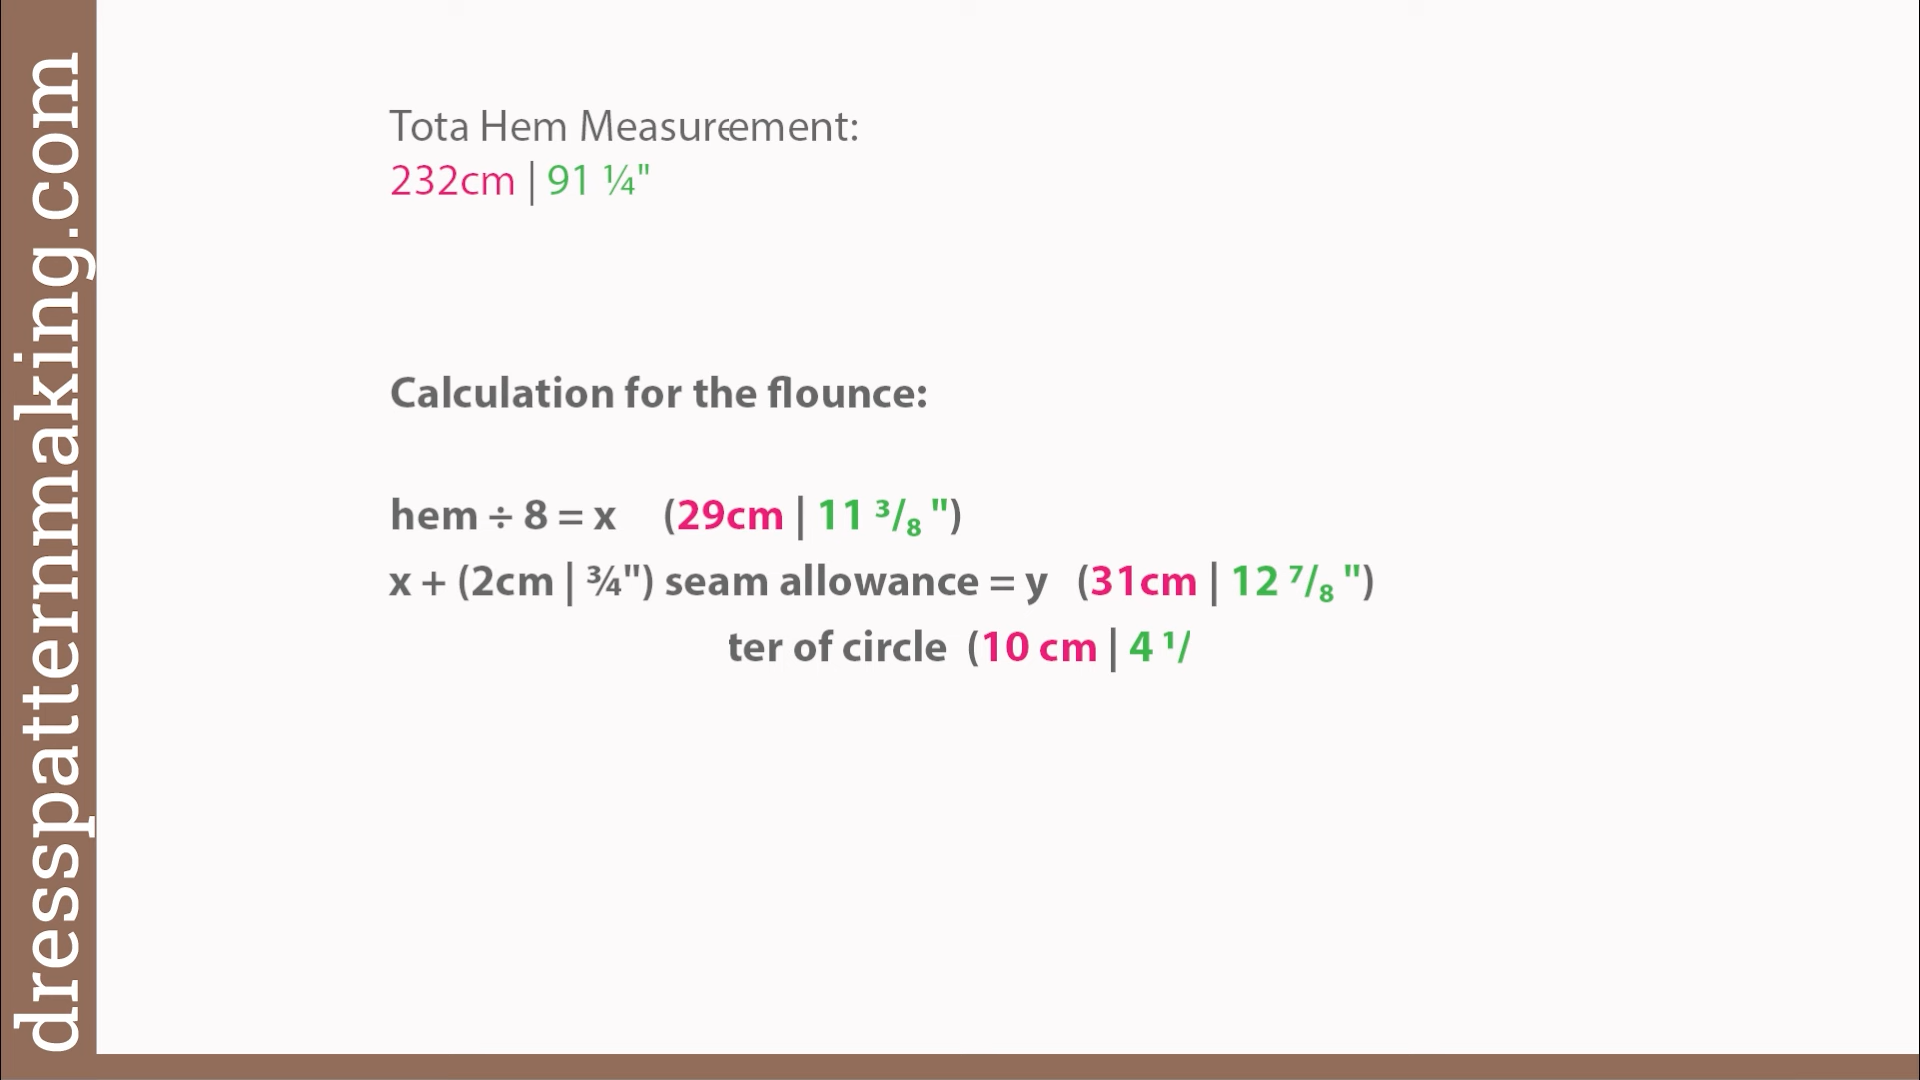 dresspatternmaking.com
Tota Hem Measureement:
232cm | 91 ¼"
Calculation for the flounce:
hem ÷ 8 = x (29cm | 11 ³/₈ ")
x + (2cm | ¾") seam allowance = y (31cm | 12 ⁷/₈ ")
ter of circle (10 cm | 4 ¹/